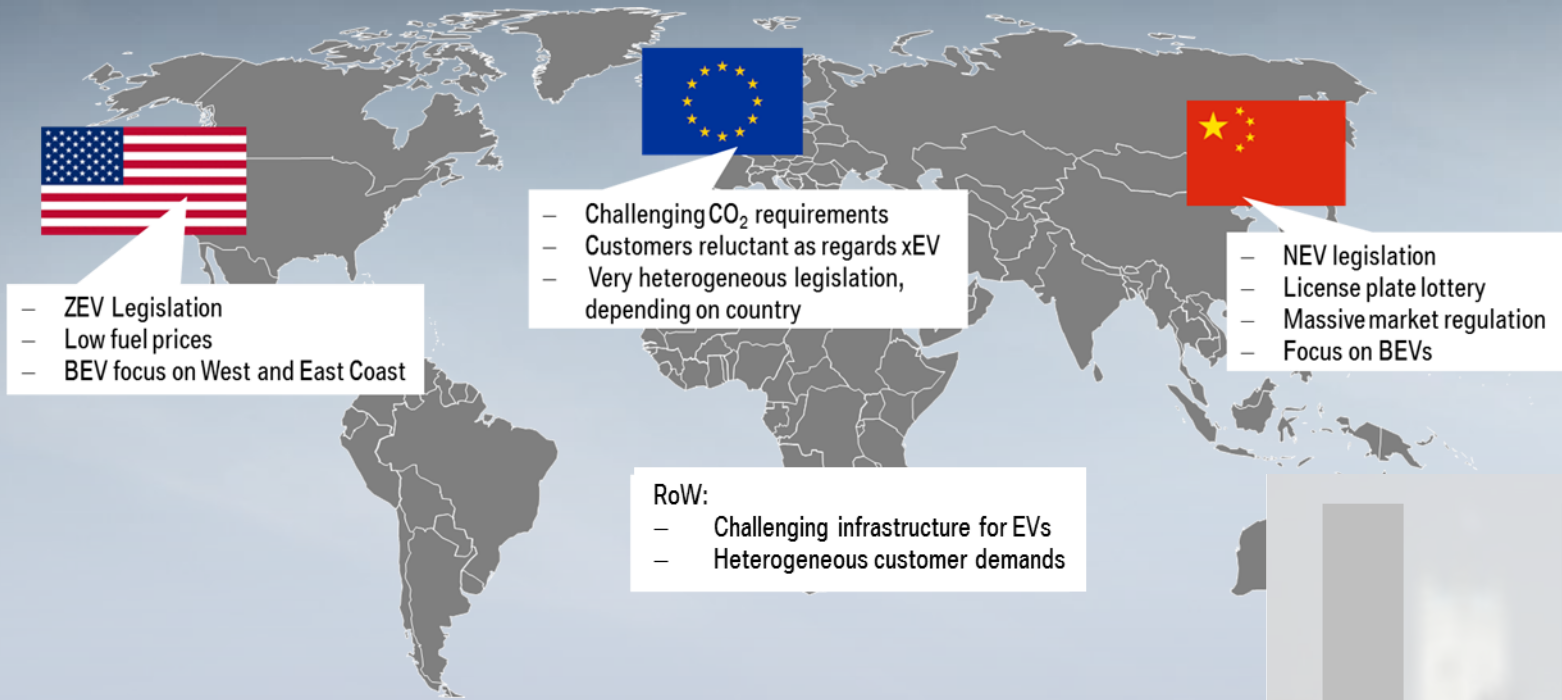 – ZEV Legislation
– Low fuel prices
– BEV focus on West and East Coast
– Challenging CO₂ requirements
– Customers reluctant as regards xEV
– Very heterogeneous legislation,
depending on country
– NEV legislation
– License plate lottery
– Massive market regulation
– Focus on BEVs
RoW:
– Challenging infrastructure for EVs
– Heterogeneous customer demands